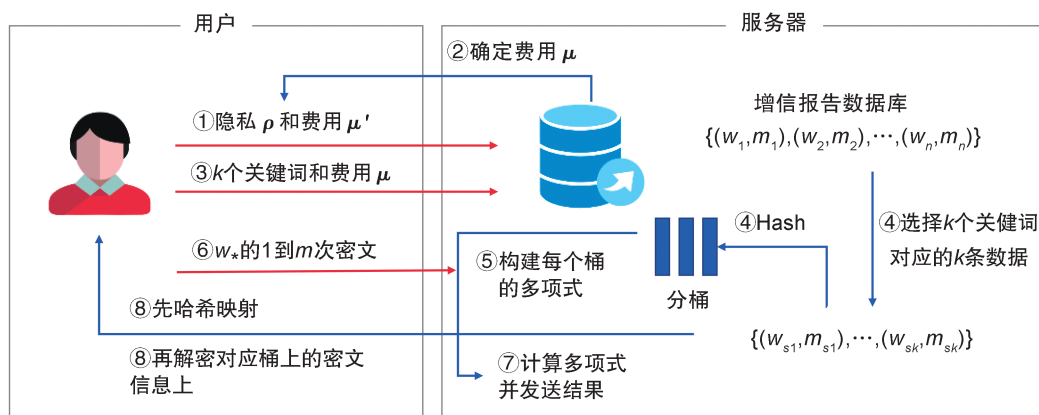 用户
服务器
②确定费用 μ
增信报告数据库
{(w1,m1),(w2,m2),⋯,(wn,mn)}
①隐私 ρ 和费用 μ'
③k个关键词和费用 μ
④Hash
④选择k个关健词
对应的k条数据
⑥w*的1到m次密文
⑤构建每个桶
的多项式
分桶
⑧先哈希映射
{(ws1,ms1),⋯,(wsk,msk)}
⑧再解密对应桶上的密文
信息上
⑦计算多项式
并发送结果